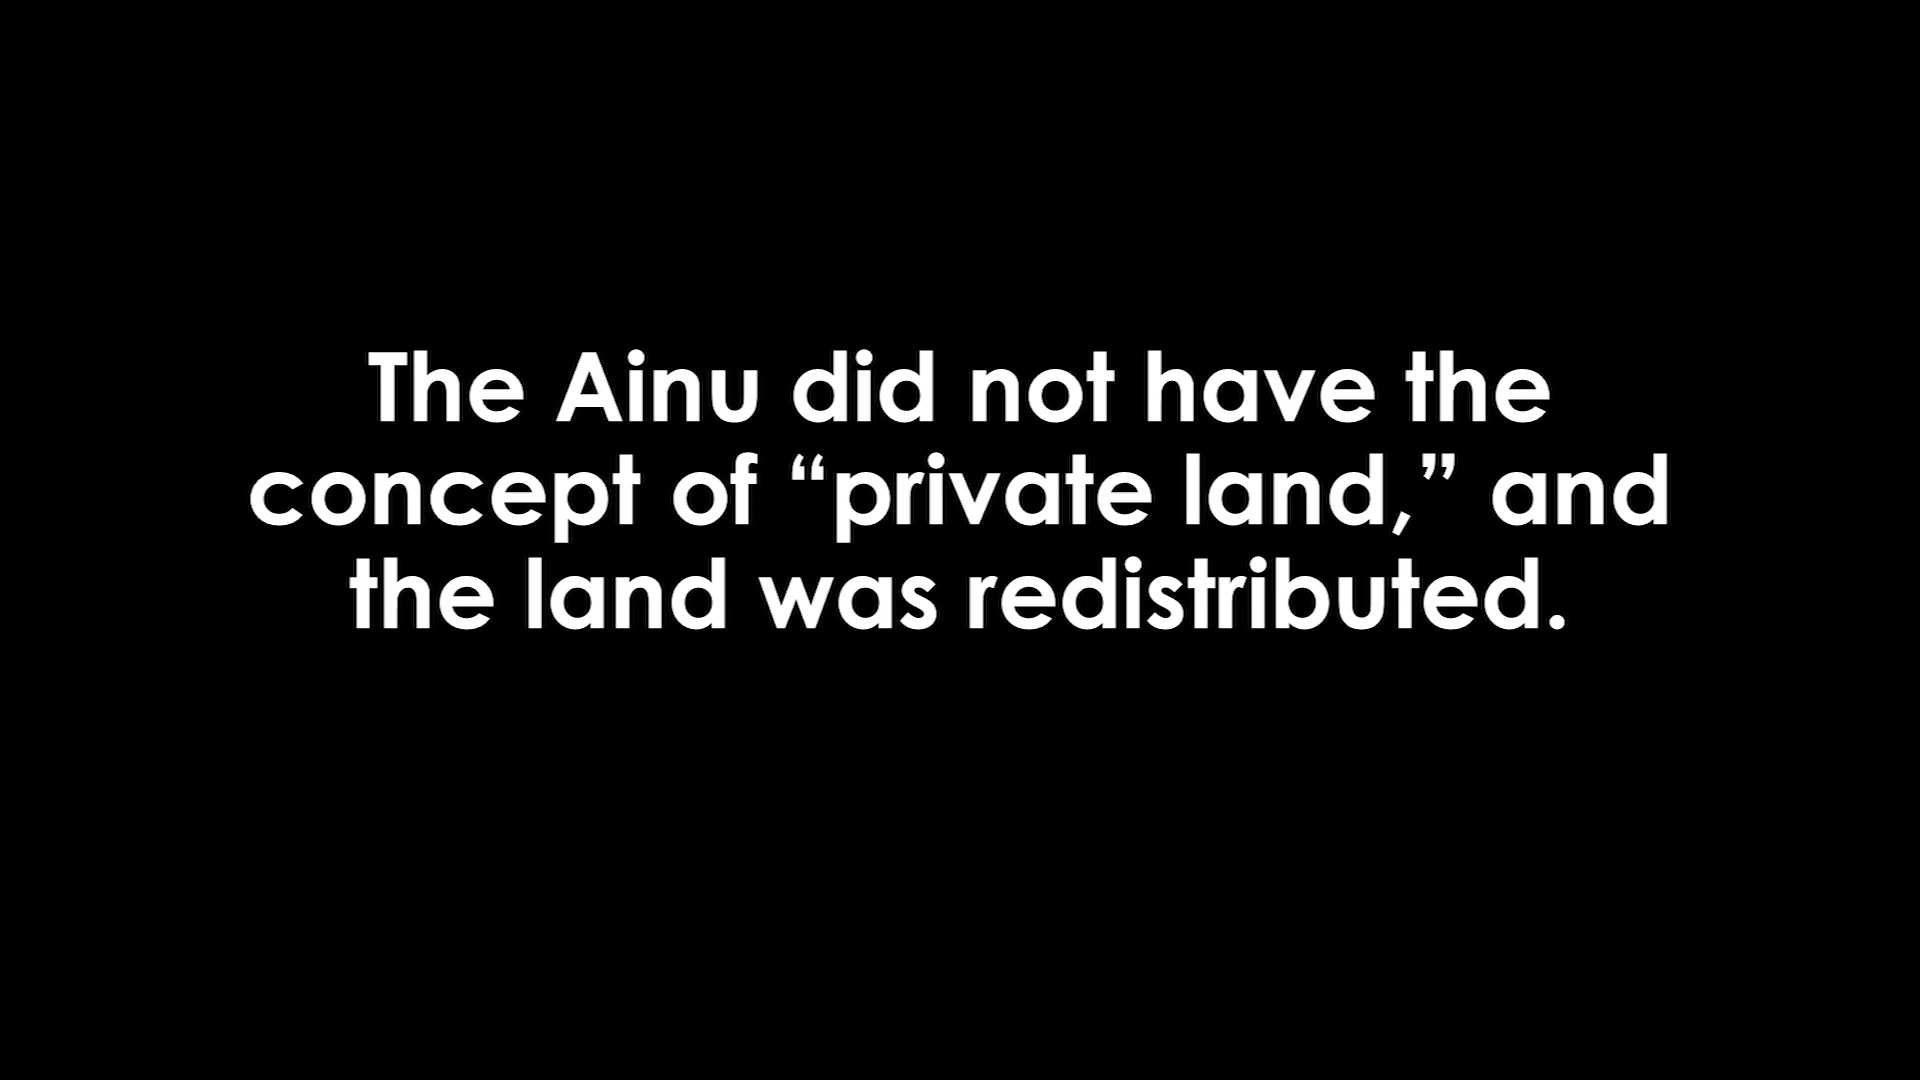 The Ainu did not have the
concept of “private land,” and
the land was redistributed.